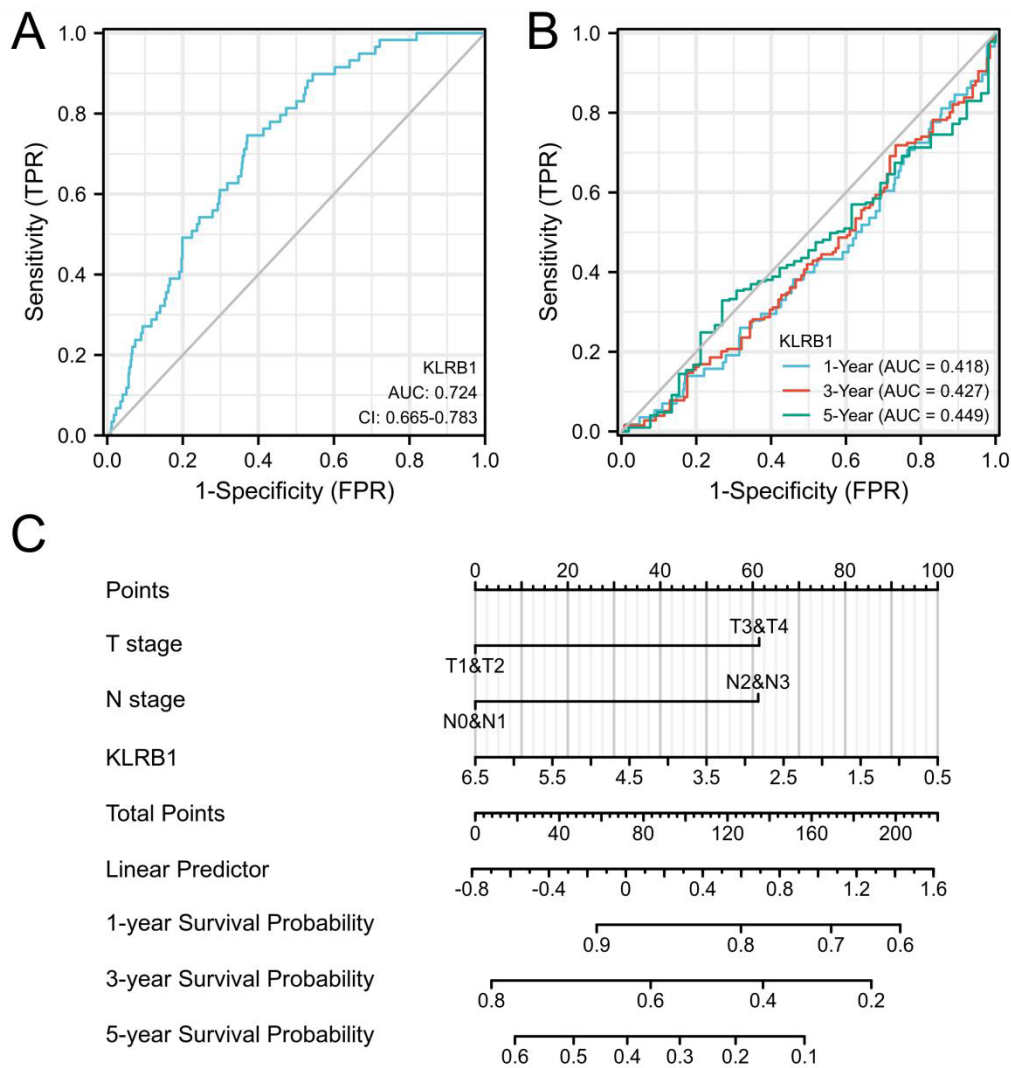 A
1.0
0.8
0.6
0.4
0.2
0.0
Sensitivity (TPR)
KLRB1
AUC: 0.724
CI: 0.665-0.783
0.0 0.2 0.4 0.6 0.8 1.0
1-Specificity (FPR)
B
1.0
0.8
0.6
0.4
0.2
0.0
Sensitivity (TPR)
KLRB1
1-Year (AUC = 0.418)
3-Year (AUC = 0.427)
5-Year (AUC = 0.449)
0.0 0.2 0.4 0.6 0.8 1.0
1-Specificity (FPR)
C
0 20 40 60 80 100
Points
T3&T4
T stage
T1&T2
N2&N3
N stage
N0&N1
KLRB1
6.5 5.5 4.5 3.5 2.5 1.5 0.5
Total Points
0 40 80 120 160 200
Linear Predictor
-0.8 -0.4 0 0.4 0.8 1.2 1.6
1-year Survival Probability
0.9 0.8 0.7 0.6
3-year Survival Probability
0.8 0.6 0.4 0.2
5-year Survival Probability
0.6 0.5 0.4 0.3 0.2 0.1